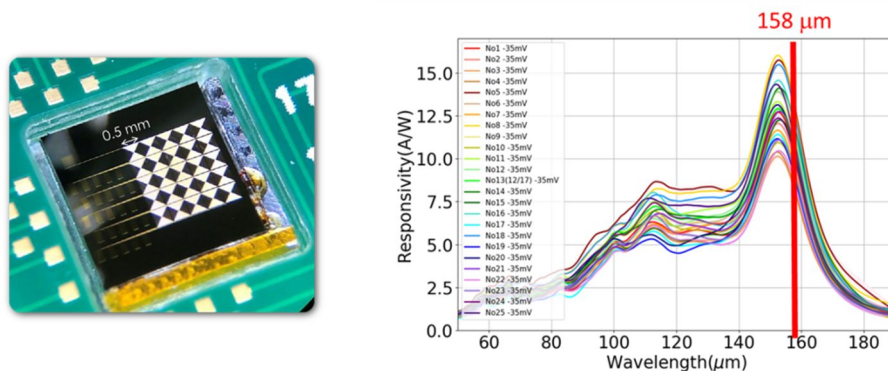 0.5 mm
158 µm
Responsivity(A/W)
15.0
12.5
10.0
7.5
5.0
2.5
0.0
No1 -35mV
No2 -35mV
No3 -35mV
No4 -35mV
No5 -35mV
No6 -35mV
No7 -35mV
No8 -35mV
No9 -35mV
No10 -35mV
No11 -35mV
No12 -35mV
No13(12/17) -35mV
No14 -35mV
No15 -35mV
No16 -35mV
No17 -35mV
No18 -35mV
No19 -35mV
No20 -35mV
No21 -35mV
No22 -35mV
No23 -35mV
No24 -35mV
No25 -35mV
60 80 100 120 140 160 180
Wavelength(µm)